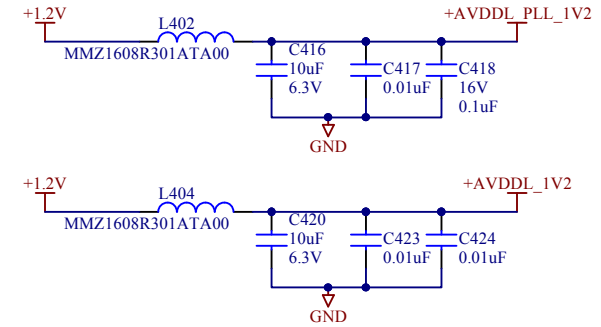 +1.2V
L402
+AVDDL_PLL_1V2
MMZ1608R301ATA00
C416
10uF
6.3V
C417
0.01uF
C418
16V
0.1uF
GND
+1.2V
L404
+AVDDL_1V2
MMZ1608R301ATA00
C420
10uF
6.3V
C423
0.01uF
C424
0.01uF
GND